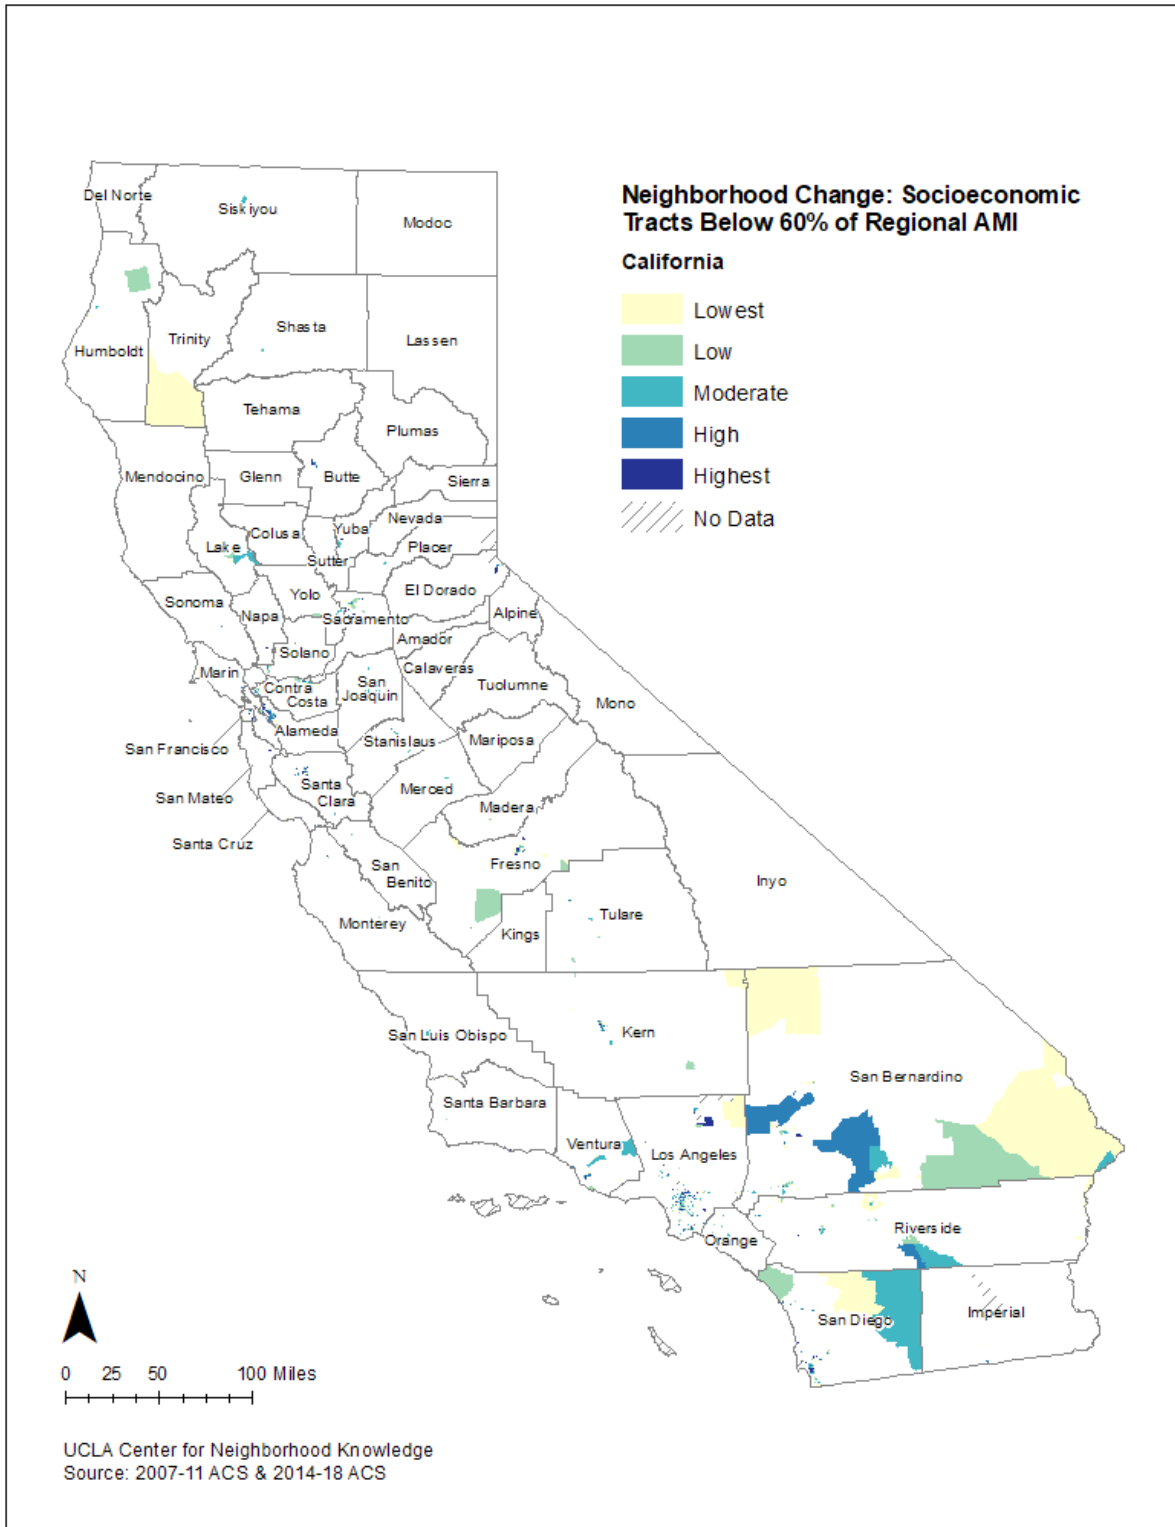 Neighborhood Change: Socioeconomic
Tracts Below 60% of Regional AMI
California
Lowest
Low
Moderate
High
Highest
No Data
Del Norte
Siskiyou
Modoc
Humboldt
Trinity
Shasta
Lassen
Tehama
Plumas
Mendocino
Glenn
Butte
Sierra
Lake
Colusa
Yuba
Nevada
Sutter
Placer
Sonoma
Napa
Yolo
El Dorado
Sacramento
Alpine
Solano
Amador
Marin
Calaveras
Contra
Costa
San
Joaquin
Tuolumne
Mono
Alameda
San Francisco
Stanislaus
Mariposa
San Mateo
Santa
Clara
Merced
Madera
Santa Cruz
San
Benito
Fresno
Inyo
Monterey
Kings
Tulare
San Luis Obispo
Kern
San Bernardino
Santa Barbara
Ventura
Los Angeles
Orange
Riverside
San Diego
Imperial
N
0 25 50 100 Miles
UCLA Center for Neighborhood Knowledge
Source: 2007-11 ACS & 2014-18 ACS